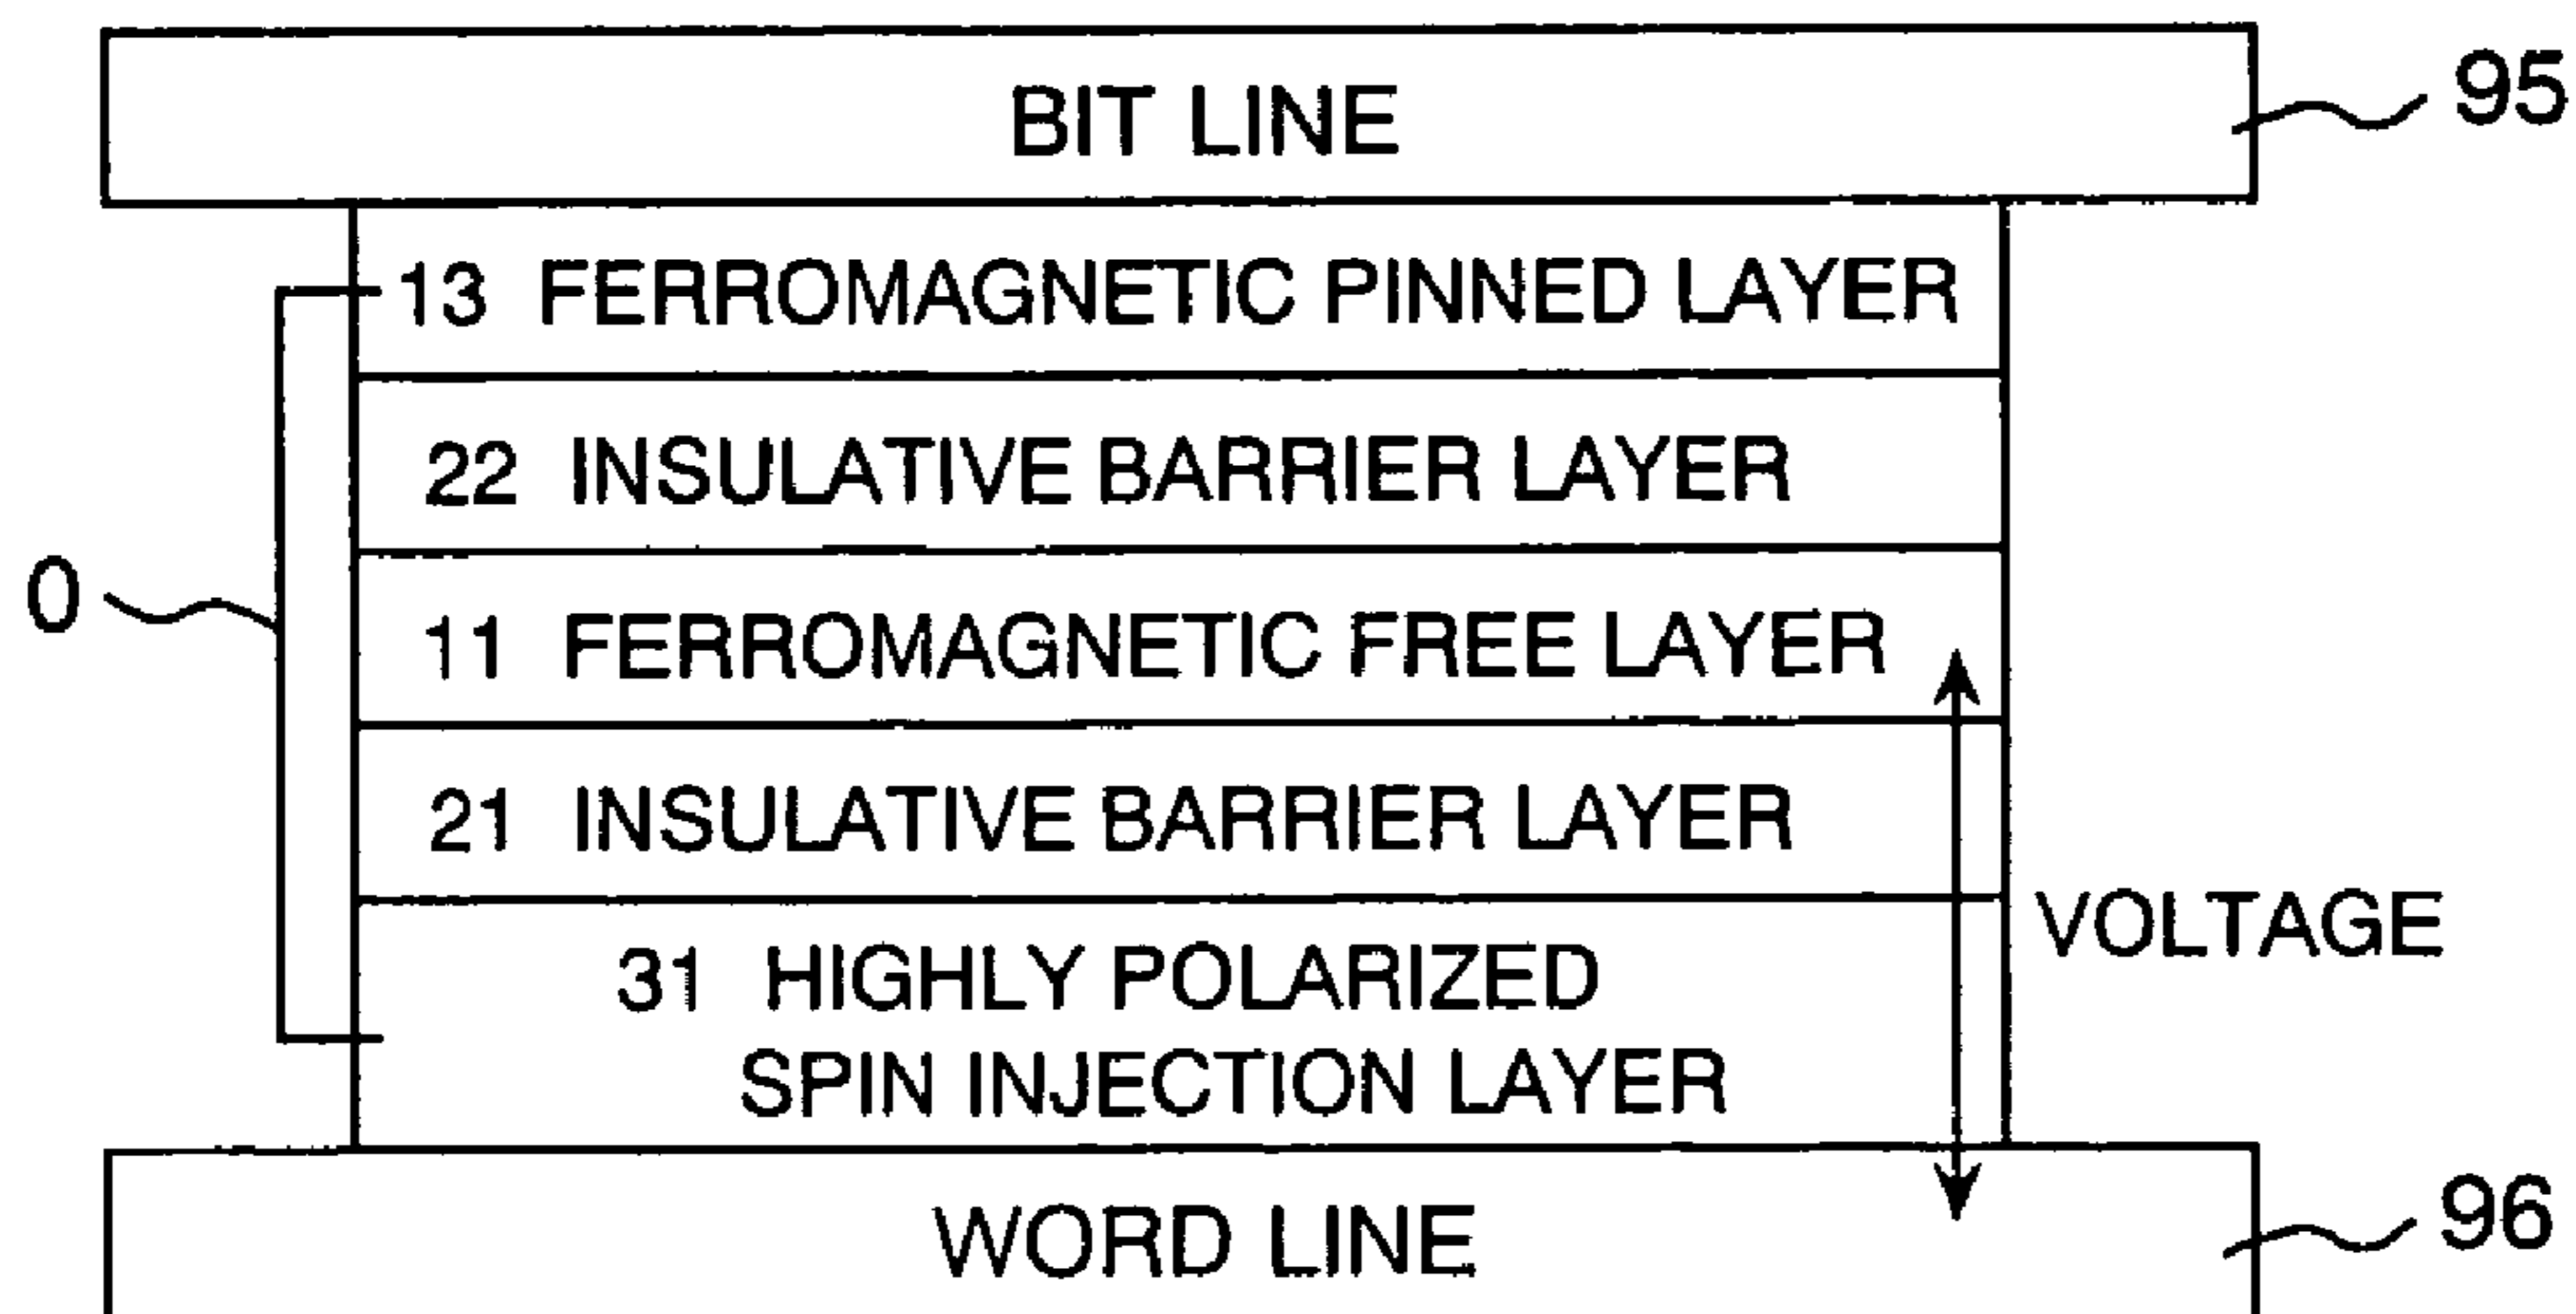 BIT LINE
95
13 FERROMAGNETIC PINNED LAYER
22 INSULATIVE BARRIER LAYER
0
11 FERROMAGNETIC FREE LAYER
21 INSULATIVE BARRIER LAYER
VOLTAGE
31 HIGHLY POLARIZED
SPIN INJECTION LAYER
WORD LINE
96